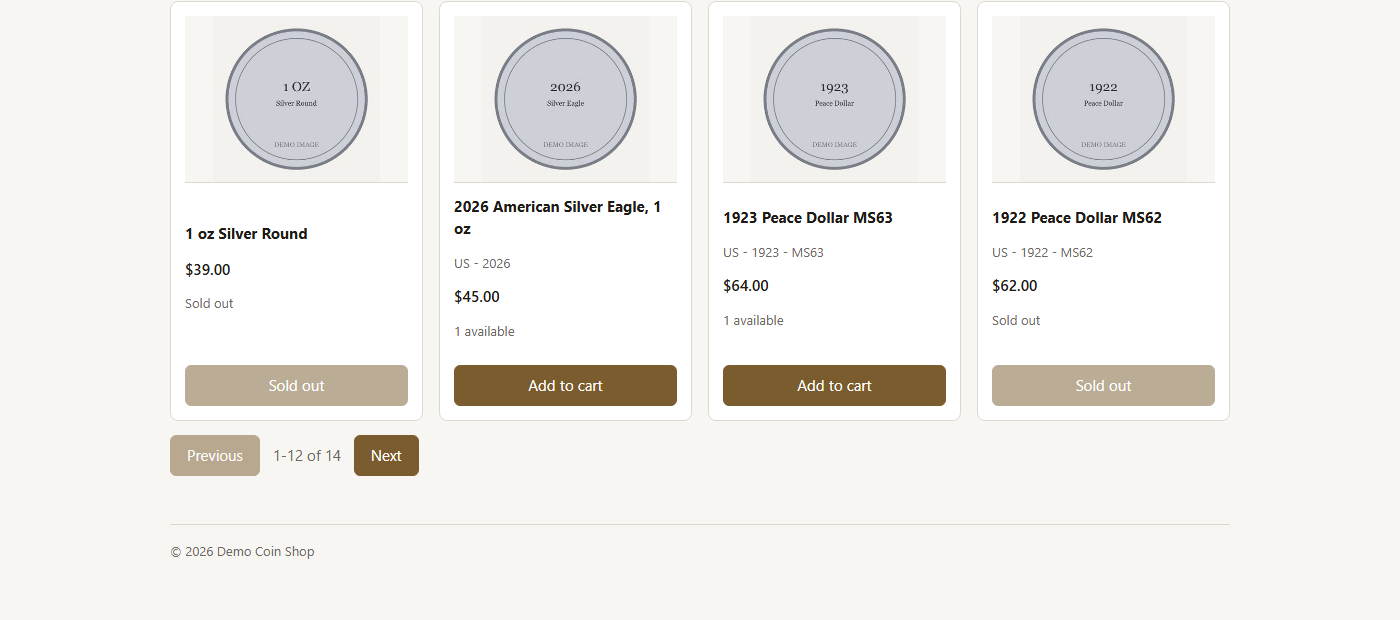 1 OZ
Silver Round
DEMO IMAGE
1 oz Silver Round
$39.00
Sold out
Sold out
2026
Silver Eagle
DEMO IMAGE
2026 American Silver Eagle, 1
oz
US - 2026
$45.00
1 available
Add to cart
1923
Peace Dollar
DEMO IMAGE
1923 Peace Dollar MS63
US - 1923 - MS63
$64.00
1 available
Add to cart
1922
Peace Dollar
DEMO IMAGE
1922 Peace Dollar MS62
US - 1922 - MS62
$62.00
Sold out
Sold out
Previous
1-12 of 14
Next
© 2026 Demo Coin Shop